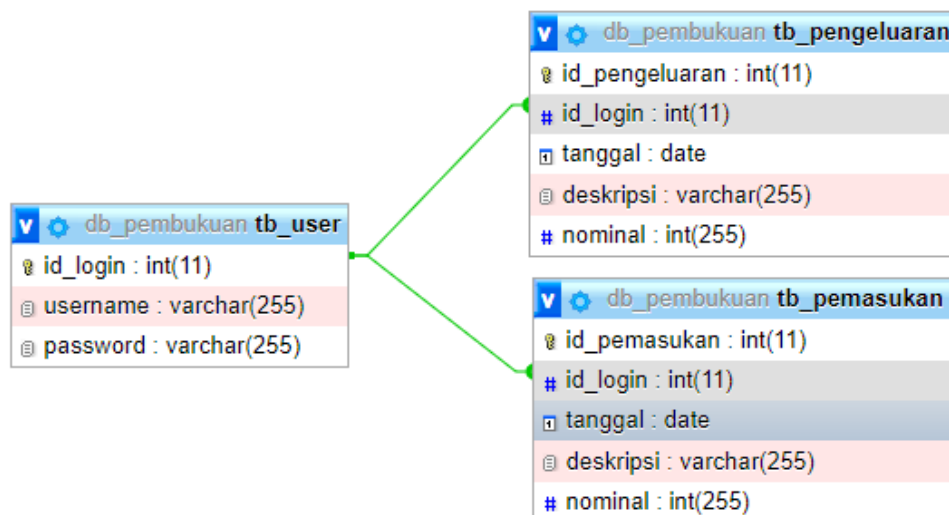 db_pembukuan tb_user
id_login : int(11)
username : varchar(255)
password : varchar(255)
db_pembukuan tb_pengeluaran
id_pengeluaran : int(11)
id_login : int(11)
tanggal : date
deskripsi : varchar(255)
nominal : int(255)
db_pembukuan tb_pemasukan
id_pemasukan : int(11)
id_login : int(11)
tanggal : date
deskripsi : varchar(255)
nominal : int(255)